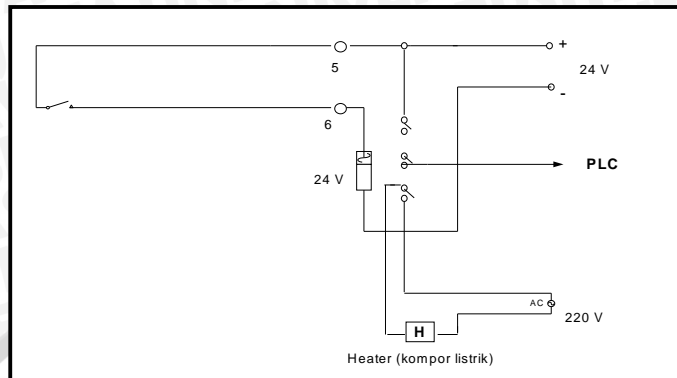 +
5
24 V
-
6
24 V
PLC
AC
220 V
H
Heater (kompor listrik)